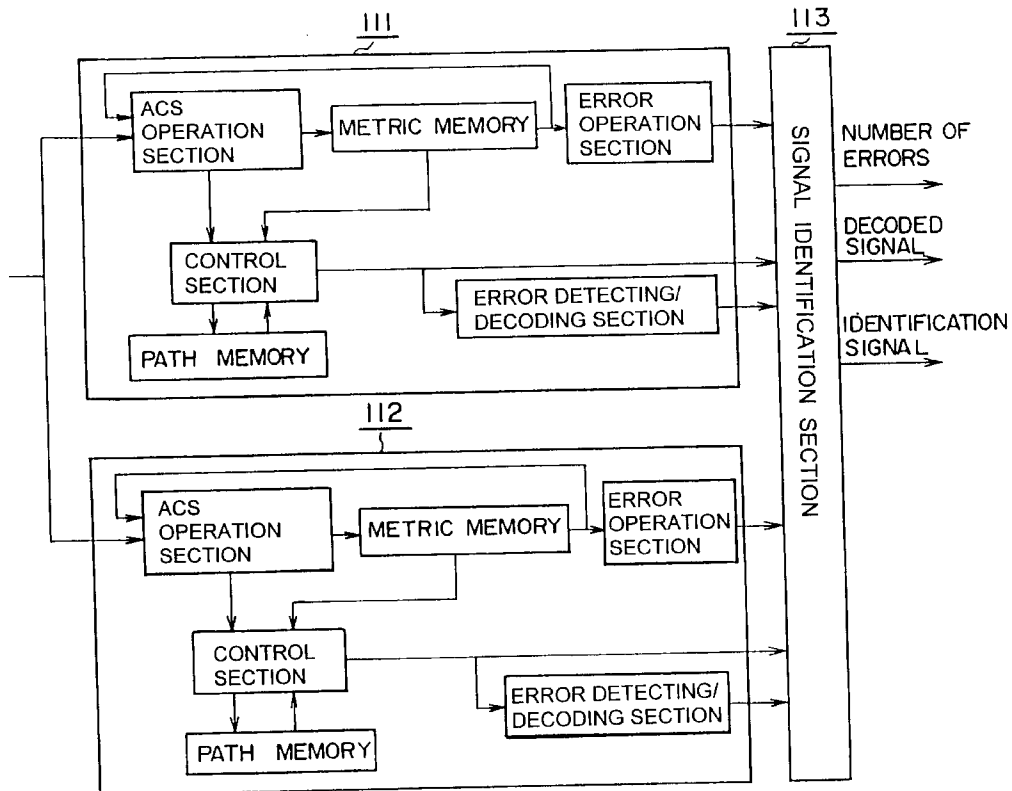 111
ACS
OPERATION
SECTION
METRIC MEMORY
ERROR
OPERATION
SECTION
CONTROL
SECTION
ERROR DETECTING/
DECODING SECTION
PATH MEMORY
112
ACS
OPERATION
SECTION
METRIC MEMORY
ERROR
OPERATION
SECTION
CONTROL
SECTION
ERROR DETECTING/
DECODING SECTION
PATH MEMORY
113
SIGNAL IDENTIFICATION SECTION
NUMBER OF
ERRORS
DECODED
SIGNAL
IDENTIFICATION
SIGNAL